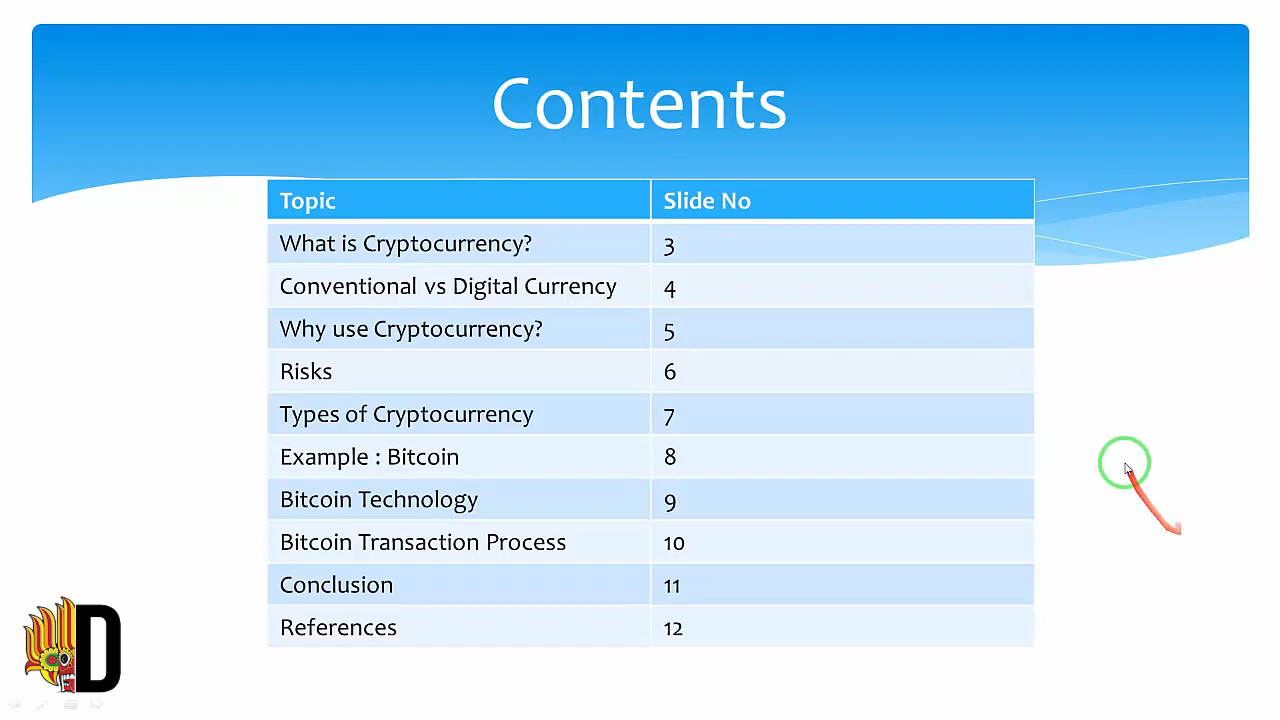 Contents
Topic Slide No
What is Cryptocurrency? 3
Conventional vs Digital Currency 4
Why use Cryptocurrency? 5
Risks 6
Types of Cryptocurrency 7
Example : Bitcoin 8
Bitcoin Technology 9
Bitcoin Transaction Process 10
Conclusion 11
References 12
D